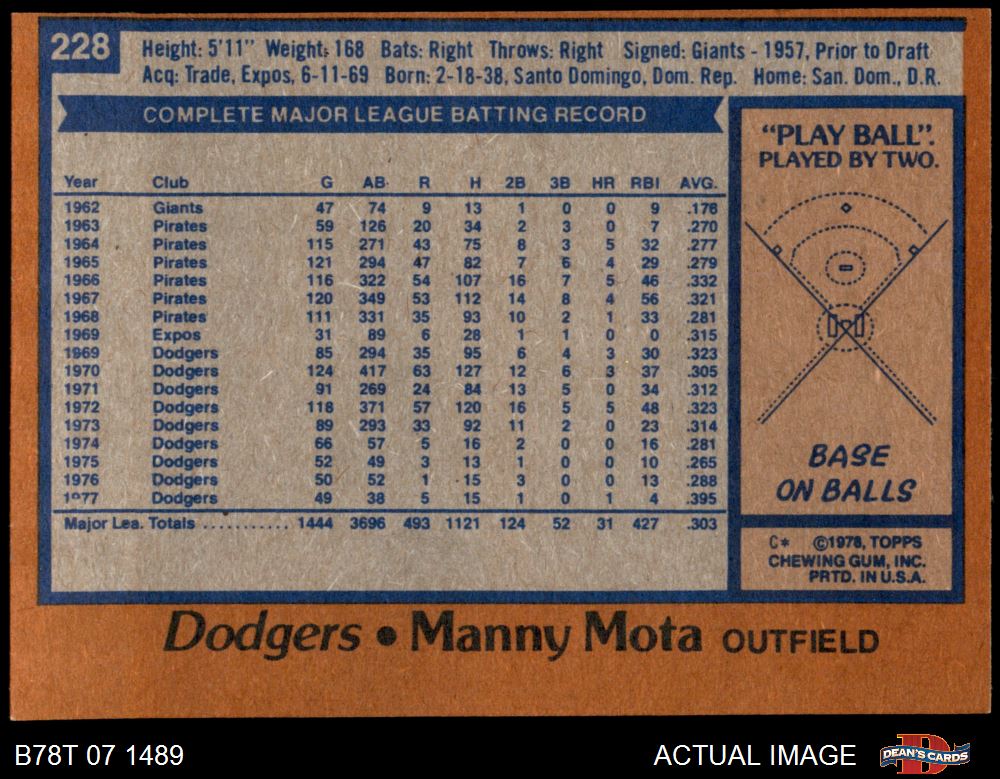 228
Height: 5'11" Weight: 168 Bats: Right Throws: Right Signed: Giants - 1957, Prior to Draft
Acq: Trade, Expos, 6-11-69 Born: 2-18-38, Santo Domingo, Dom. Rep. Home: San. Dom., D.R.
COMPLETE MAJOR LEAGUE BATTING RECORD
Year Club G AB R H 2B 3B HR RBI AVG.
1962 Giants 47 74 9 13 1 0 0 9 .176
1963 Pirates 59 126 20 34 2 3 0 7 .270
1964 Pirates 115 271 43 75 8 3 5 32 .277
1965 Pirates 121 294 47 82 7 6 4 29 .279
1966 Pirates 116 322 54 107 16 7 5 46 .332
1967 Pirates 120 349 53 112 14 8 4 56 .321
1968 Pirates 111 331 35 93 10 2 1 33 .281
1969 Expos 31 89 6 28 1 1 0 0 .315
1969 Dodgers 85 294 35 95 6 4 3 30 .323
1970 Dodgers 124 417 63 127 12 6 3 37 .305
1971 Dodgers 91 269 24 84 13 5 0 34 .312
1972 Dodgers 118 371 57 120 16 5 5 48 .323
1973 Dodgers 89 293 33 92 11 2 0 23 .314
1974 Dodgers 66 57 5 16 2 0 0 16 .281
1975 Dodgers 52 49 3 13 1 0 0 10 .265
1976 Dodgers 50 52 1 15 3 0 0 13 .288
1977 Dodgers 49 38 5 15 1 0 1 4 .395
Major Lea. Totals ........... 1444 3696 493 1121 124 52 31 427 .303
"PLAY BALL".
PLAYED BY TWO.
BASE
ON BALLS
C* ©1978, TOPPS
CHEWING GUM, INC.
PRTD. IN U.S.A.
Dodgers • Manny Mota OUTFIELD
B78T 07 1489
ACTUAL IMAGE
D
DEAN'S CARDS